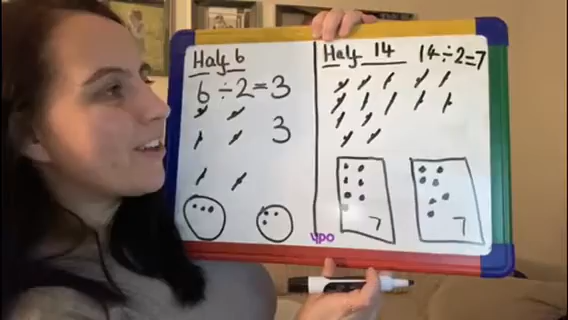 Half 6
6 ÷ 2 = 3
3
Half 14
14 ÷ 2 = 7
7
7
YPO